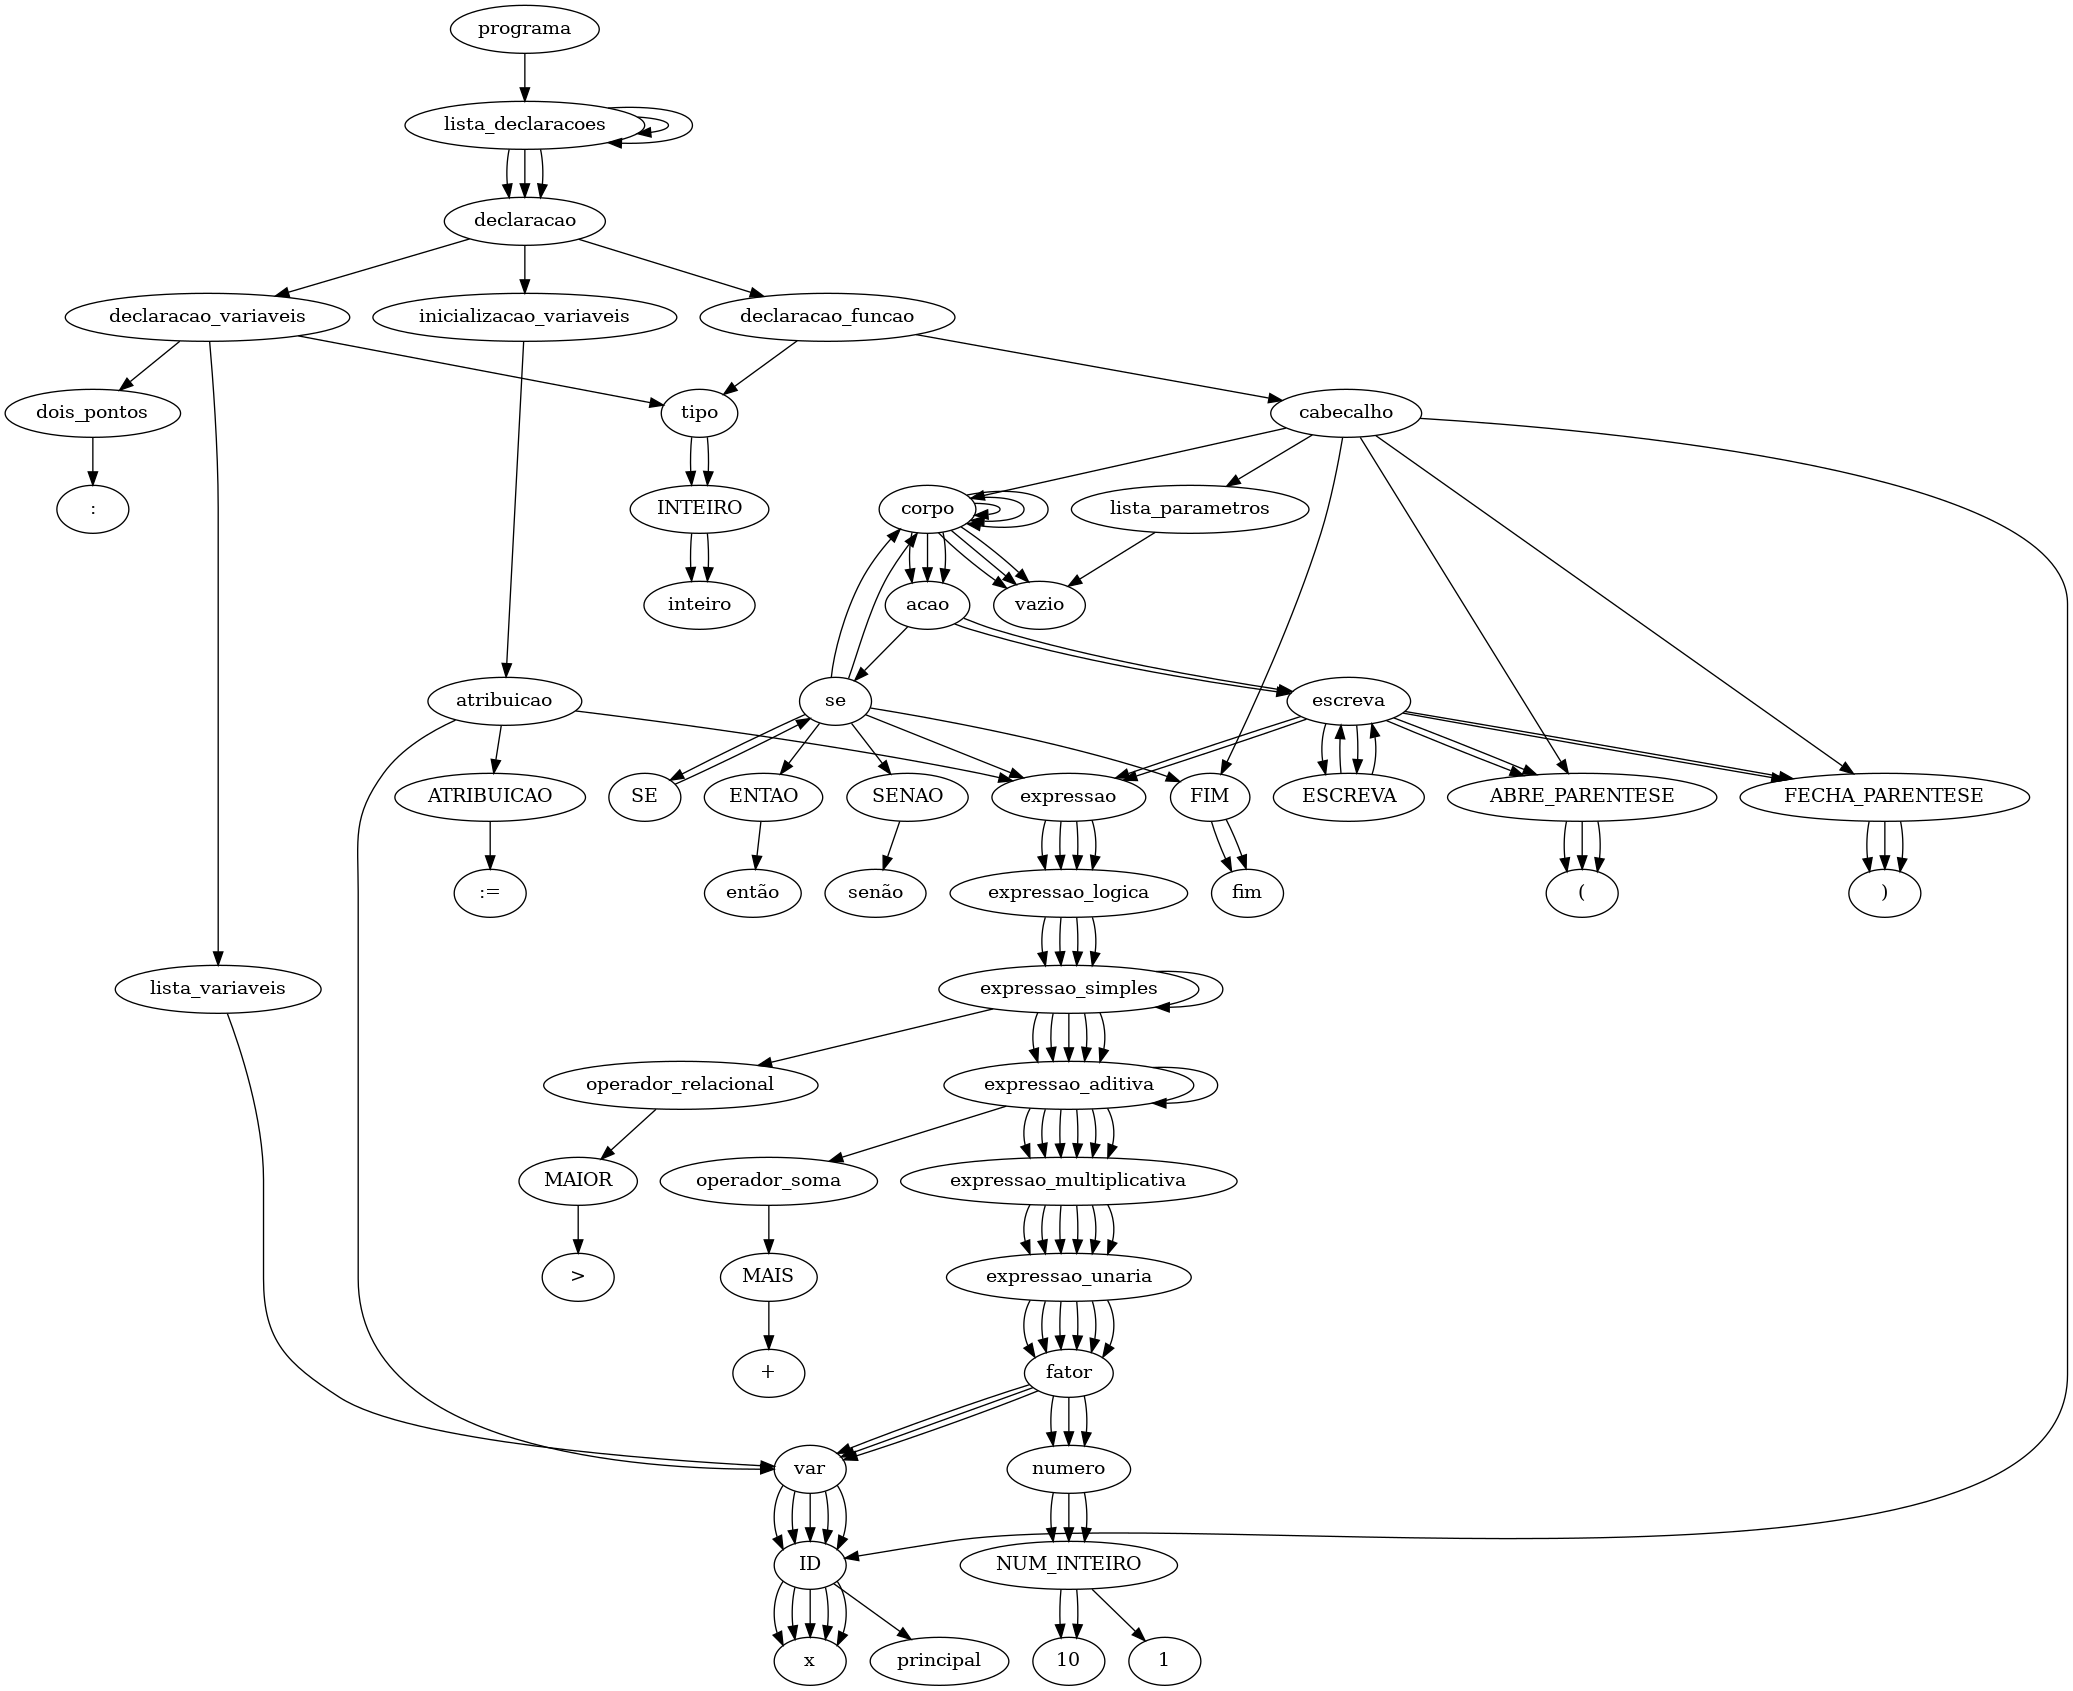 programa
lista_declaracoes
declaracao
declaracao_variaveis
inicializacao_variaveis
declaracao_funcao
dois_pontos
tipo
cabecalho
:
INTEIRO
corpo
lista_parametros
inteiro
acao
vazio
atribuicao
se
escreva
ATRIBUICAO
SE
ENTAO
SENAO
expressao
FIM
ESCREVA
ABRE_PARENTESE
FECHA_PARENTESE
:=
então
senão
expressao_logica
fim
(
)
lista_variaveis
expressao_simples
operador_relacional
expressao_aditiva
MAIOR
operador_soma
expressao_multiplicativa
>
MAIS
expressao_unaria
+
fator
var
numero
ID
NUM_INTEIRO
x
principal
10
1